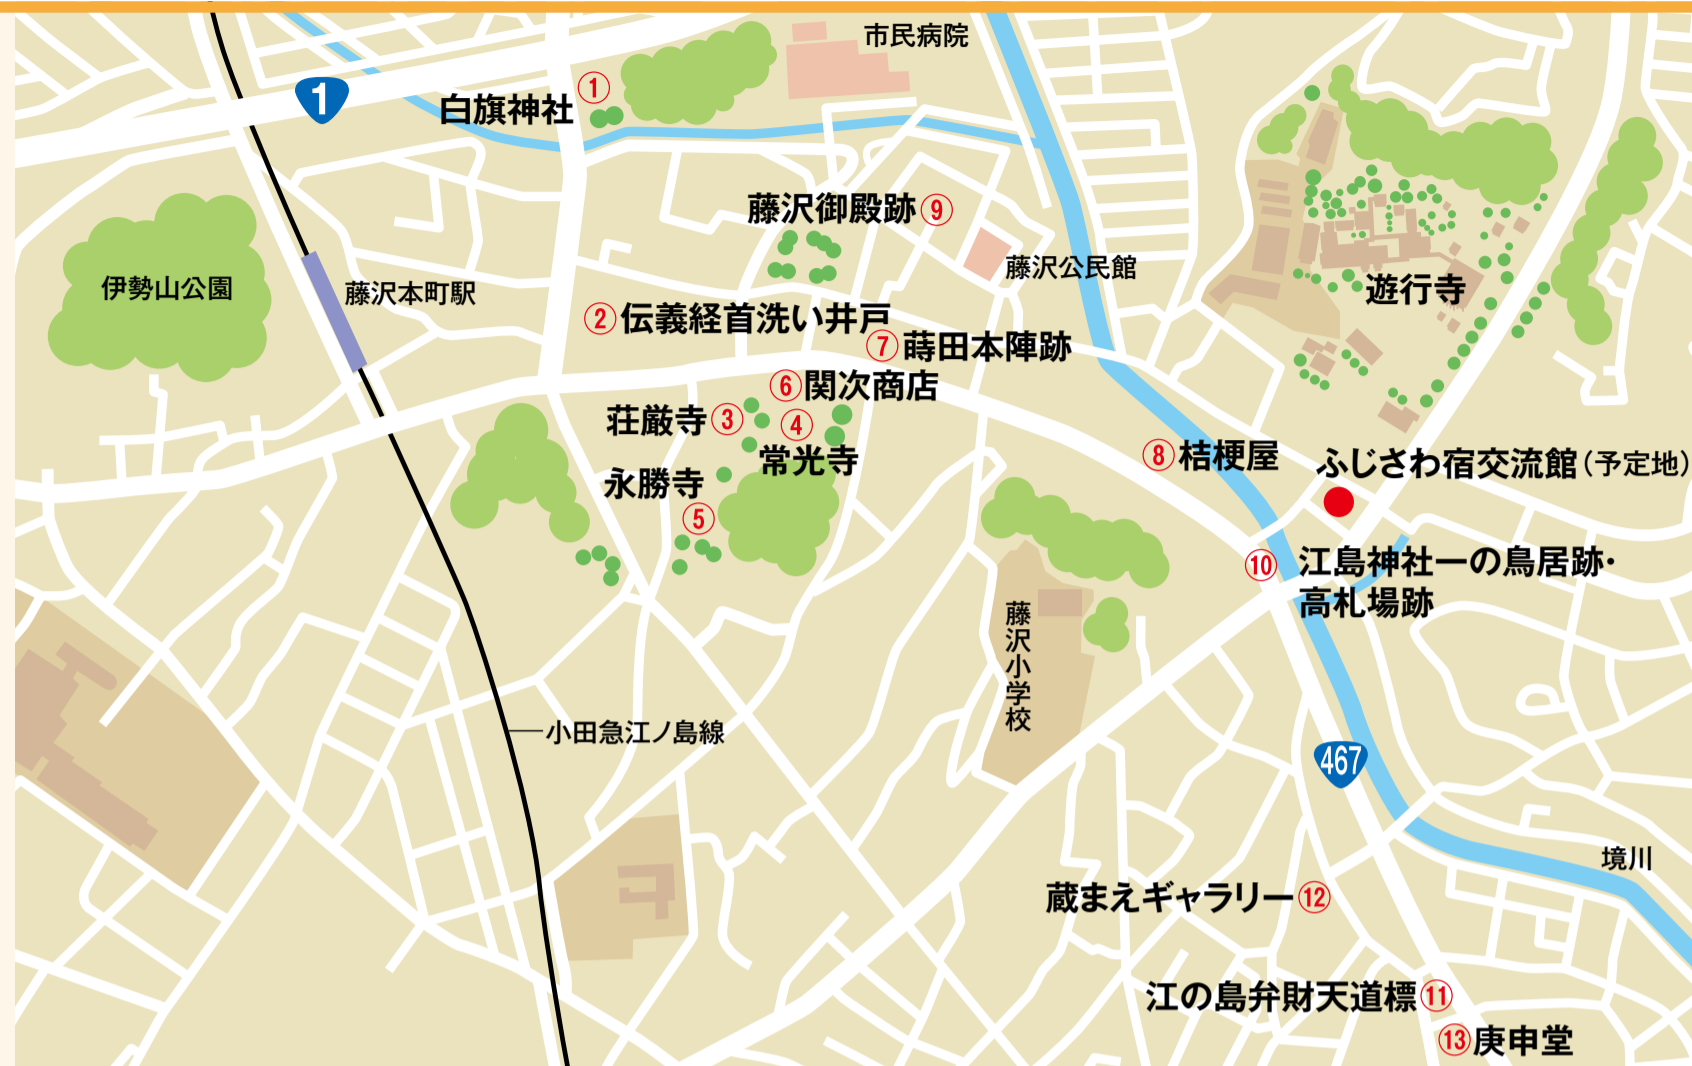 市民病院
1
① 
白旗神社
藤沢御殿跡⑨
藤沢公民館
伊勢山公園
藤沢本町駅
遊行寺
②伝義経首洗い井戸
⑦蒔田本陣跡
⑥関次商店
荘厳寺③
④
常光寺
永勝寺
⑤
⑧桔梗屋
ふじさわ宿交流館(予定地)
⑩
江島神社一の鳥居跡・
高札場跡
藤沢小学校
小田急江ノ島線
467
境川
蔵まえギャラリー⑫
江の島弁財天道標⑪
⑬庚申堂